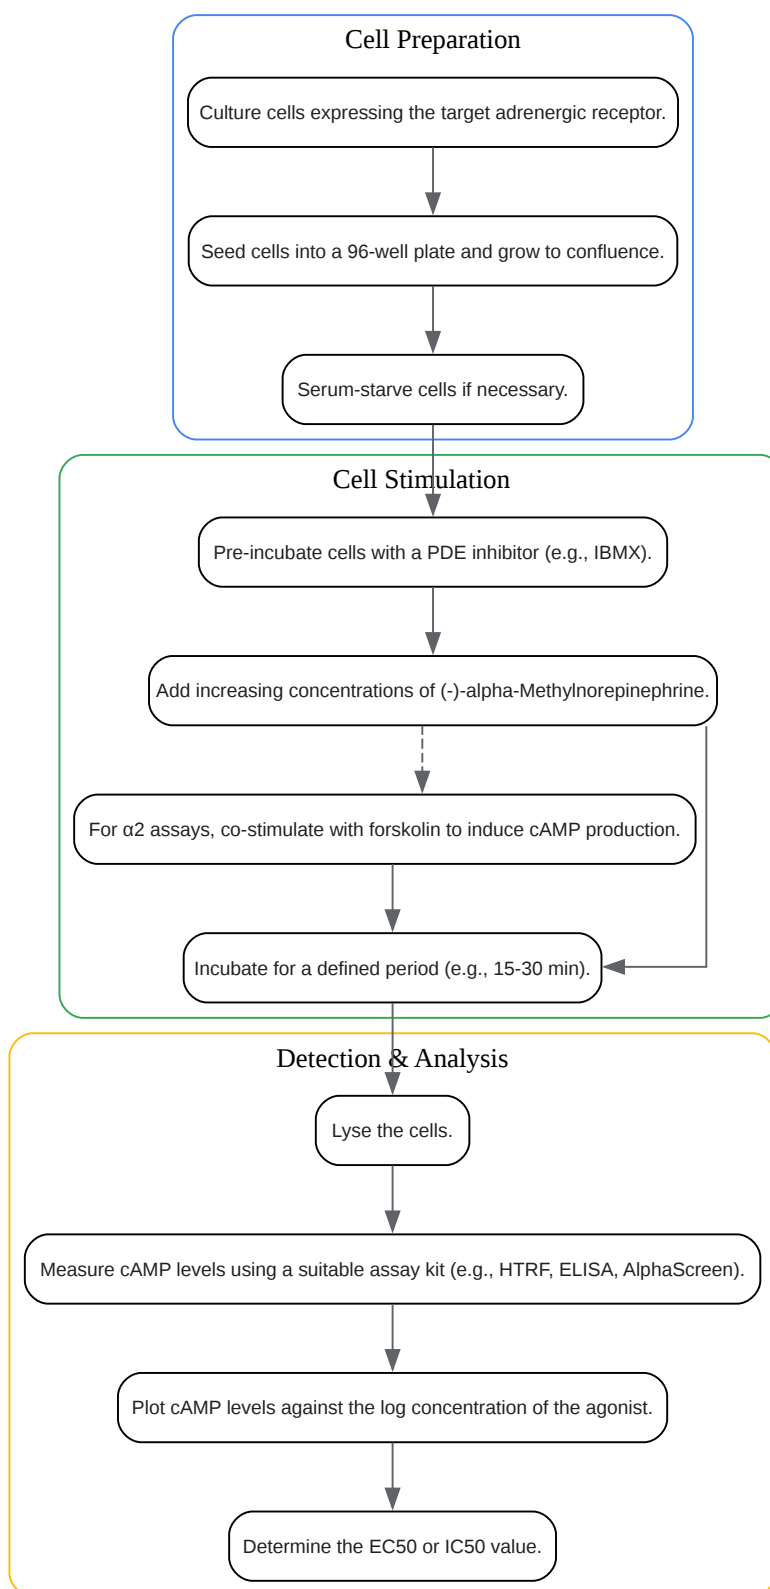 Cell Preparation
Culture cells expressing the target adrenergic receptor.
Seed cells into a 96-well plate and grow to confluence.
Serum-starve cells if necessary.
Cell Stimulation
Pre-incubate cells with a PDE inhibitor (e.g., IBMX).
Add increasing concentrations of (-)-alpha-Methylnorepinephrine.
For α2 assays, co-stimulate with forskolin to induce cAMP production.
Incubate for a defined period (e.g., 15-30 min).
Detection & Analysis
Lyse the cells.
Measure cAMP levels using a suitable assay kit (e.g., HTRF, ELISA, AlphaScreen).
Plot cAMP levels against the log concentration of the agonist.
Determine the EC50 or IC50 value.